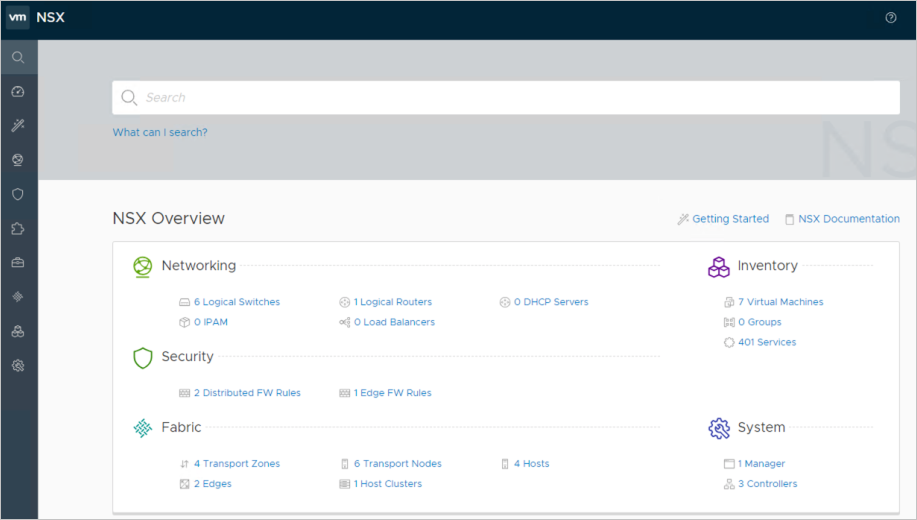 vm NSX
Search
What can I search?
NS
NSX Overview
Getting Started
NSX Documentation
Networking
6 Logical Switches
1 Logical Routers
0 DHCP Servers
0 IPAM
0 Load Balancers
Security
2 Distributed FW Rules
1 Edge FW Rules
Fabric
4 Transport Zones
6 Transport Nodes
4 Hosts
2 Edges
1 Host Clusters
Inventory
7 Virtual Machines
0 Groups
401 Services
System
1 Manager
3 Controllers